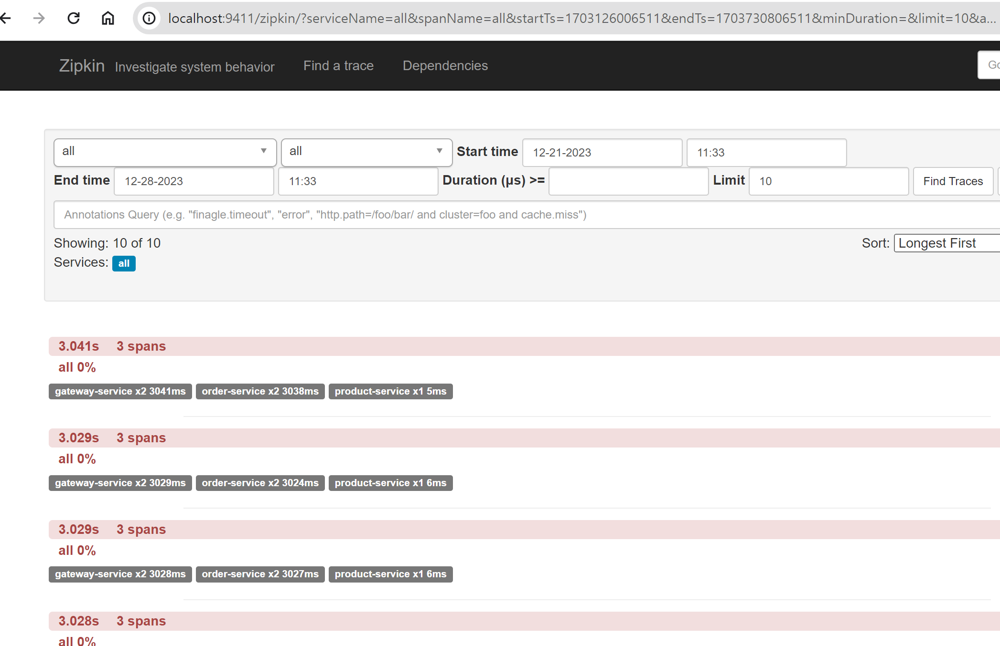 localhost:9411/zipkin/?serviceName=all&spanName=all&startTs=1703126006511&endTs=1703730806511&minDuration=&limit=10&a...
Zipkin Investigate system behavior Find a trace Dependencies Go
all all Start time 12-21-2023 11:33
End time 12-28-2023 11:33 Duration (μs) >= Limit 10 Find Traces
Annotations Query (e.g. "finagle.timeout", "error", "http.path=/foo/bar/ and cluster=foo and cache.miss")
Showing: 10 of 10 Sort: Longest First
Services: all
3.041s 3 spans
all 0%
gateway-service x2 3041ms order-service x2 3038ms product-service x1 5ms
3.029s 3 spans
all 0%
gateway-service x2 3029ms order-service x2 3024ms product-service x1 6ms
3.029s 3 spans
all 0%
gateway-service x2 3028ms order-service x2 3027ms product-service x1 6ms
3.028s 3 spans
all 0%